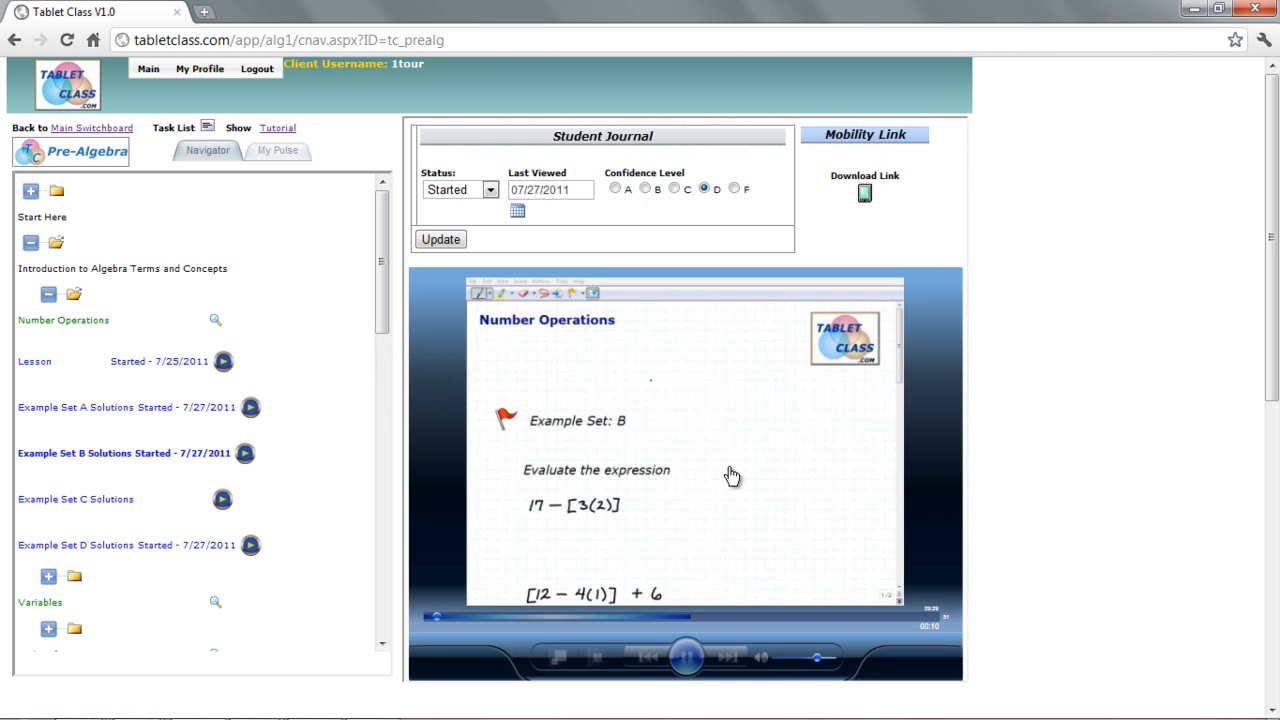 Tablet Class V1.0
tabletclass.com/app/alg1/cnav.aspx?ID=tc_prealg
TABLET CLASS .COM
Main My Profile Logout Client Username: 1tour
Back to Main Switchboard Task List Show Tutorial
TC Pre-Algebra Navigator My Pulse
Start Here
Introduction to Algebra Terms and Concepts
Number Operations
Lesson Started - 7/25/2011
Example Set A Solutions Started - 7/27/2011
Example Set B Solutions Started - 7/27/2011
Example Set C Solutions
Example Set D Solutions Started - 7/27/2011
Variables
Student Journal
Status: Last Viewed Confidence Level
Started 07/27/2011 A B C D F
Update
Mobility Link
Download Link
Number Operations
TABLET CLASS .COM
Example Set: B
Evaluate the expression
17 − [3(2)]
[12 − 4(1)] + 6
1/2
00:10